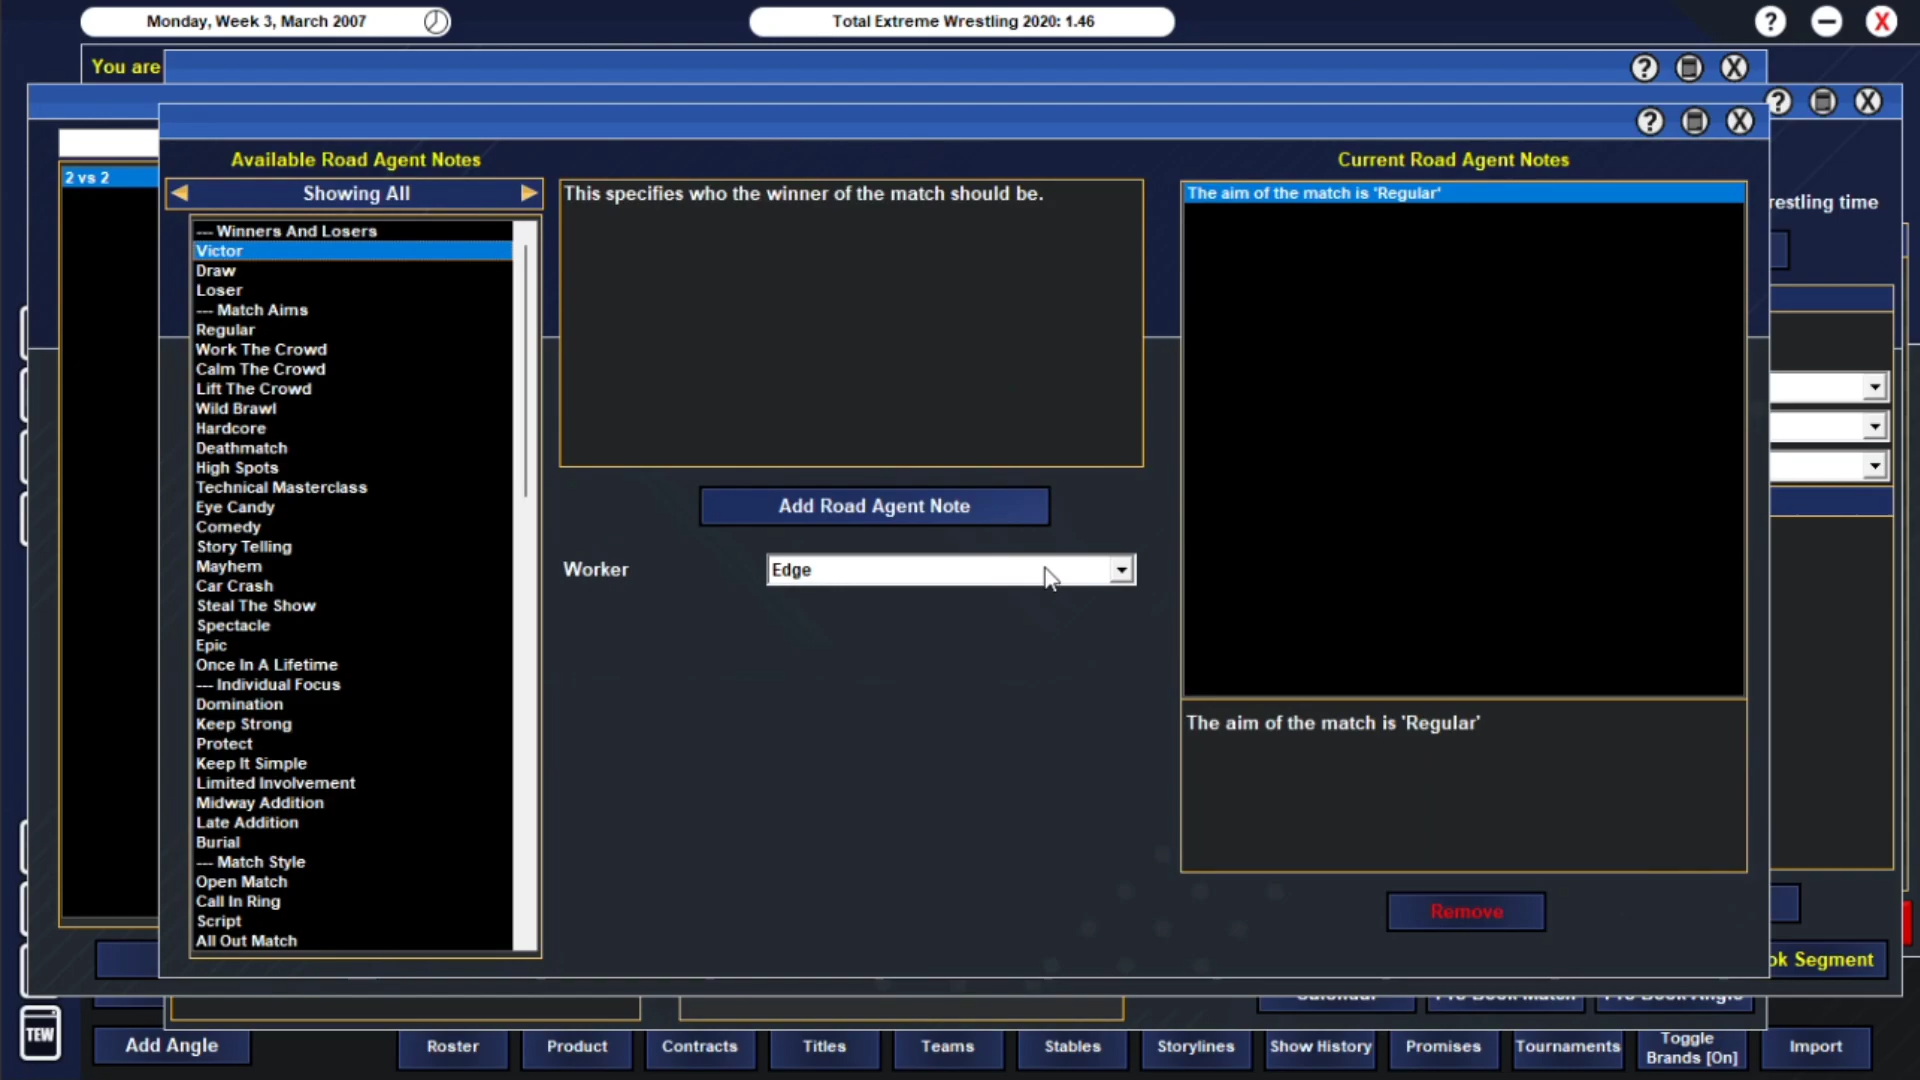 Monday, Week 3, March 2007
Total Extreme Wrestling 2020: 1.46
? X
You are
? X
? X
? X
Available Road Agent Notes
Current Road Agent Notes
2 vs 2
Showing All
This specifies who the winner of the match should be.
The aim of the match is 'Regular'
restling time
--- Winners And Losers
Victor
Draw
Loser
--- Match Aims
Regular
Work The Crowd
Calm The Crowd
Lift The Crowd
Wild Brawl
Hardcore
Deathmatch
High Spots
Technical Masterclass
Eye Candy
Comedy
Story Telling
Mayhem
Car Crash
Steal The Show
Spectacle
Epic
Once In A Lifetime
--- Individual Focus
Domination
Keep Strong
Protect
Keep It Simple
Limited Involvement
Midway Addition
Late Addition
Burial
--- Match Style
Open Match
Call In Ring
Script
All Out Match
Add Road Agent Note
Worker
Edge
The aim of the match is 'Regular'
Remove
ok Segment
Calendar
Pre Book Match
Pre Book Angle
TEW
Add Angle
Roster
Product
Contracts
Titles
Teams
Stables
Storylines
Show History
Promises
Tournaments
Toggle
Brands [On]
Import